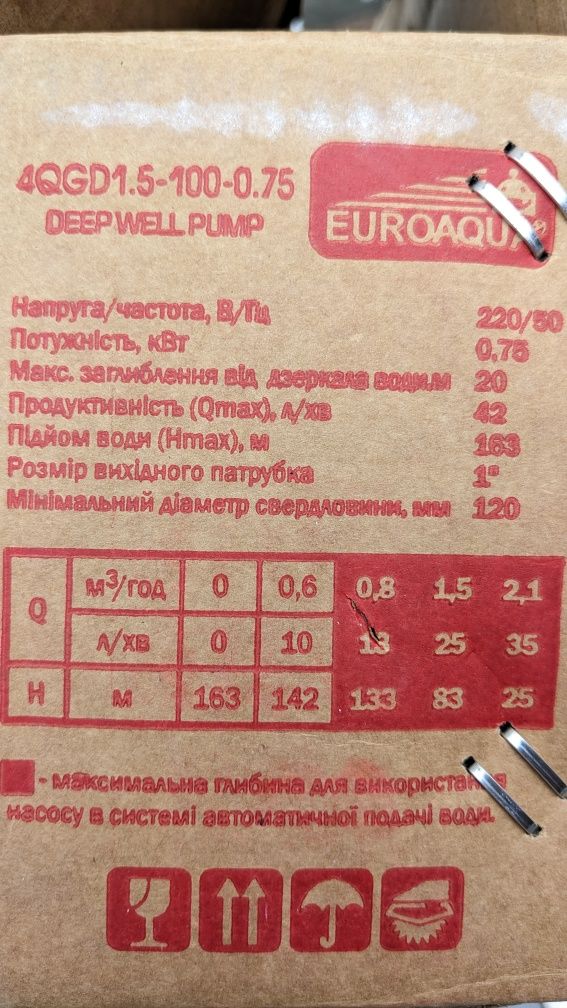 4QGD1.5-100-0.75
DEEP WELL PUMP
EUROAQUA®
Напруга/частота, В/Гц 220/50
Потужність, кВт 0,75
Макс. заглиблення від дзеркала води,м 20
Продуктивність (Qmax), л/хв 42
Підйом води (Hmax), м 163
Розмір вихідного патрубка 1"
Мінімальний діаметр свердловини, мм 120
Q м³/год 0 0,6 0,8 1,5 2,1
л/хв 0 10 13 25 35
H м 163 142 133 83 25
- максимальна глибина для використання
насосу в системі автоматичної подачі води.